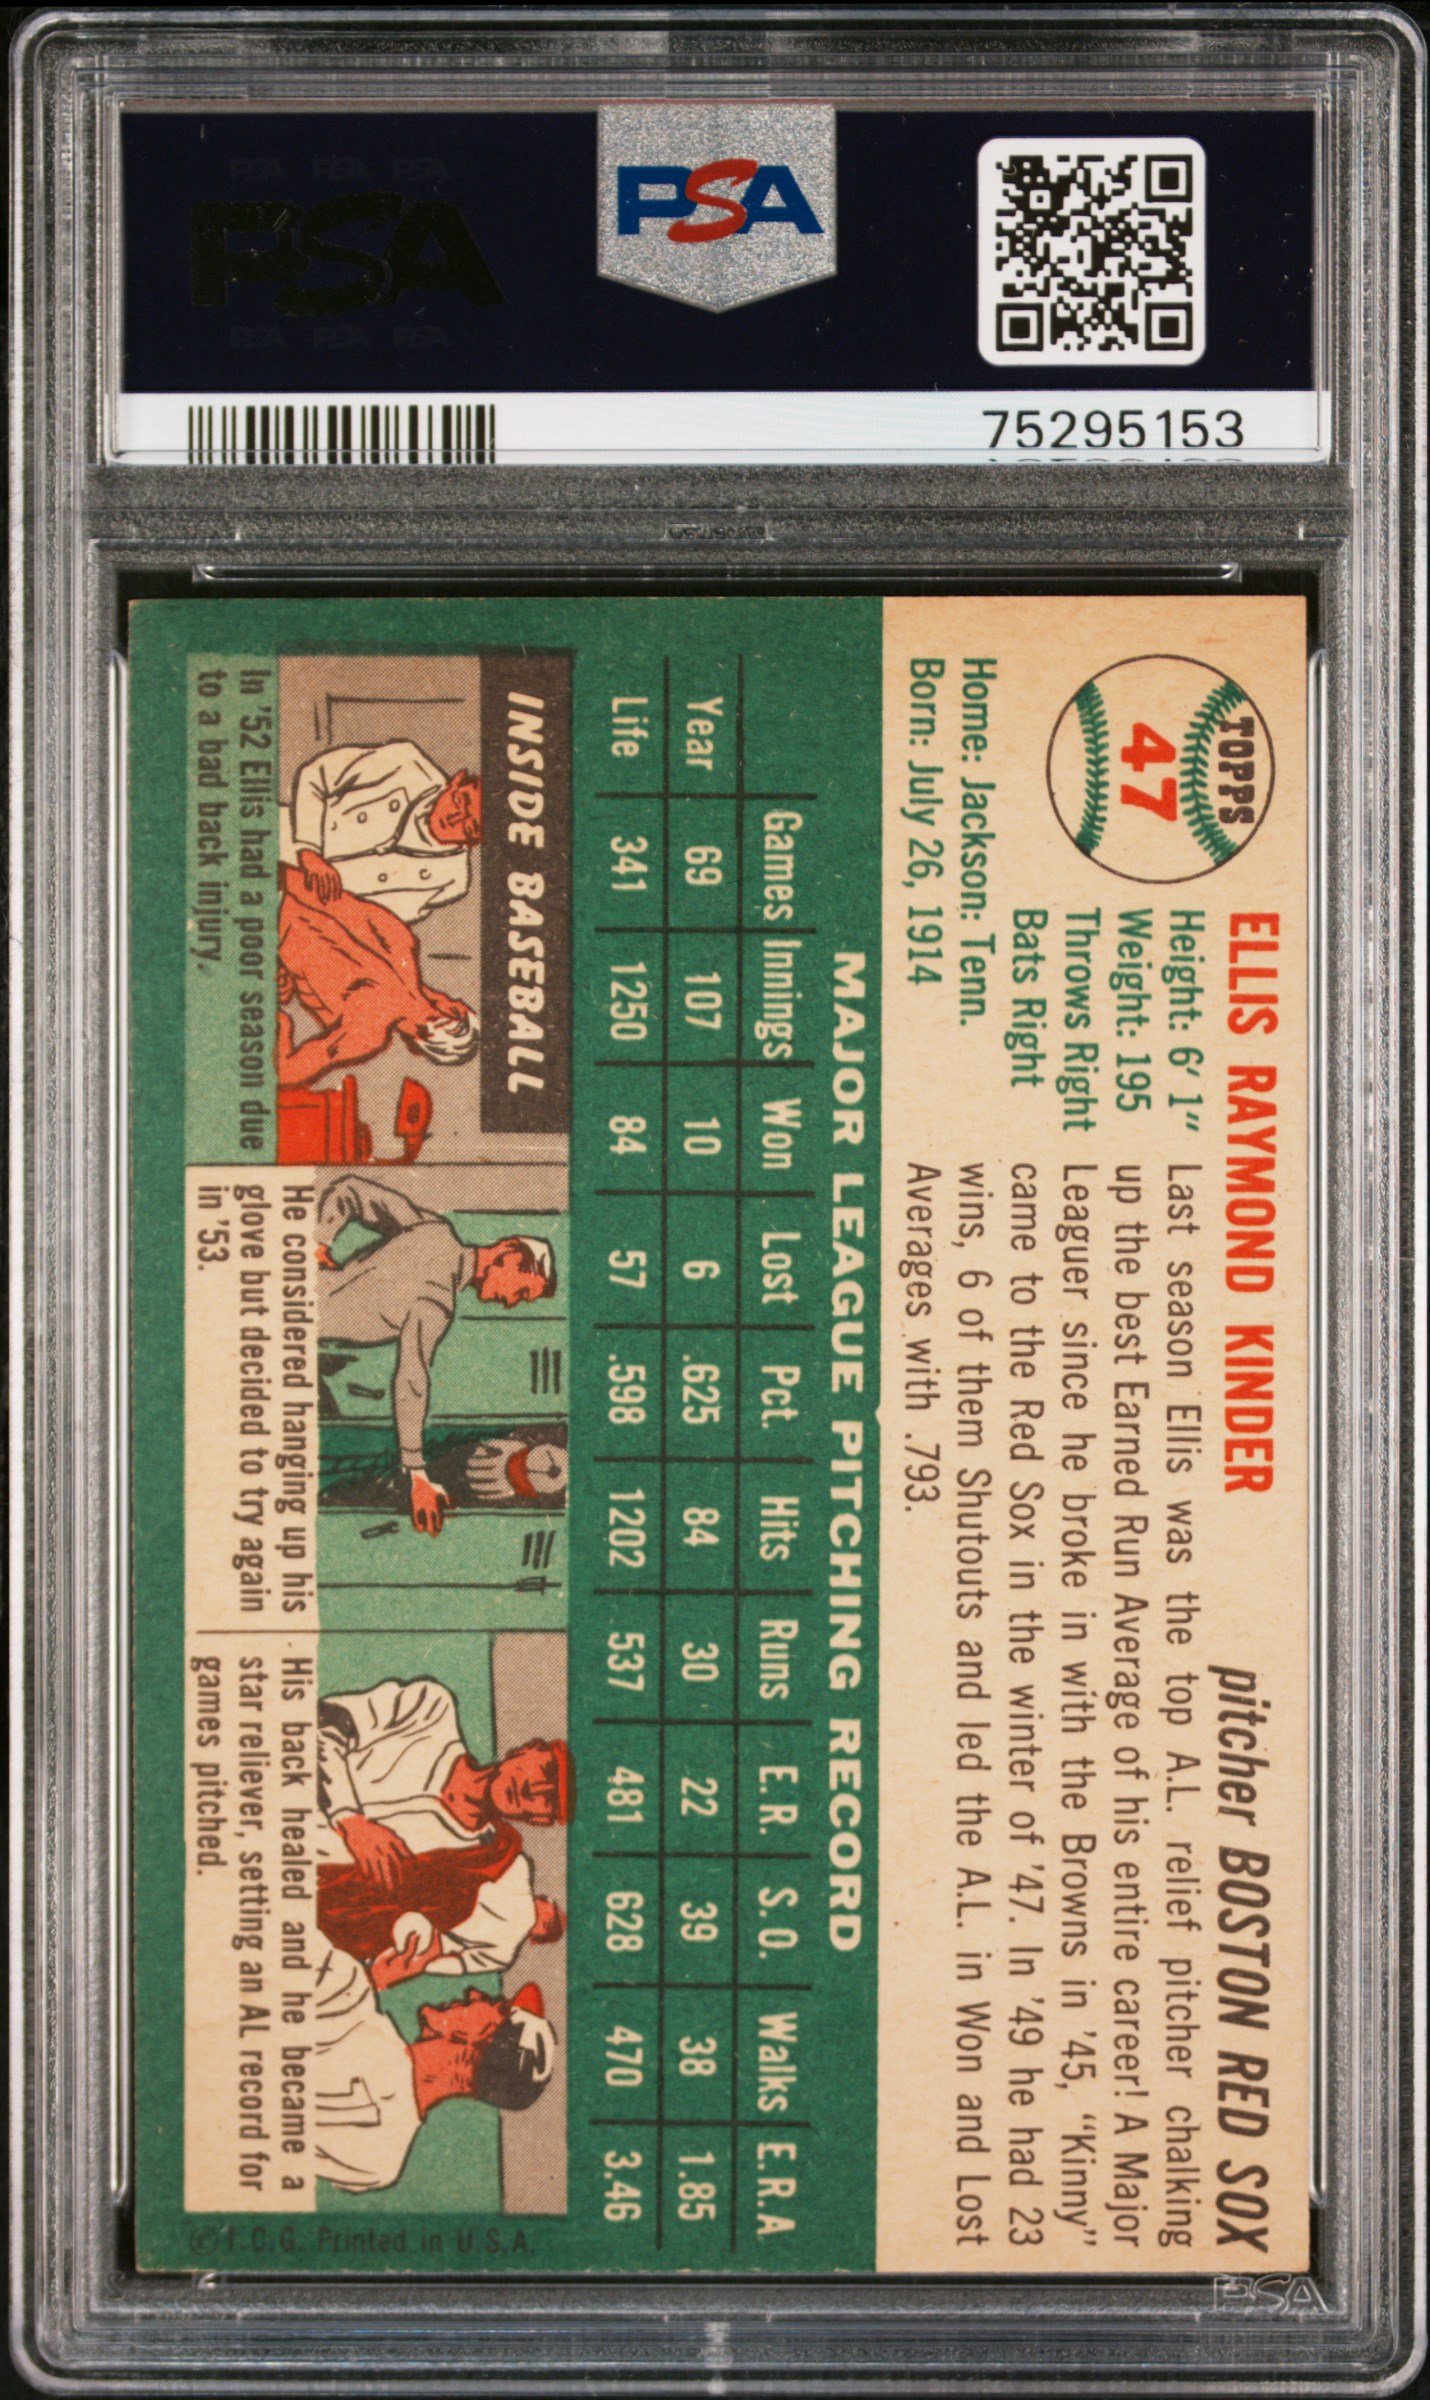 PSA PSA PSA
PSA
PSA PSA PSA
PSA
75295153
TOPPS
47
ELLIS RAYMOND KINDER
pitcher BOSTON RED SOX
Height: 6' 1"
Weight: 195
Throws Right
Bats Right
Home: Jackson: Tenn.
Born: July 26, 1914
Last season Ellis was the top A.L. relief pitcher chalking
up the best Earned Run Average of his entire career! A Major
Leaguer since he broke in with the Browns in '45, "Kinny"
came to the Red Sox in the winter of '47. In '49 he had 23
wins, 6 of them Shutouts and led the A.L. in Won and Lost
Averages with .793.
MAJOR LEAGUE PITCHING RECORD
Games Innings Won Lost Pct. Hits Runs E.R. S.O. Walks E.R.A
Year 69 107 10 6 .625 84 30 22 39 38 1.85
Life 341 1250 84 57 .598 1202 537 481 628 470 3.46
INSIDE BASEBALL
In '52 Ellis had a poor season due
to a bad back injury.
He considered hanging up his
glove but decided to try again
in '53.
His back healed and he became a
star reliever, setting an AL record for
games pitched.
© T.C.G. Printed in U.S.A.
PSA